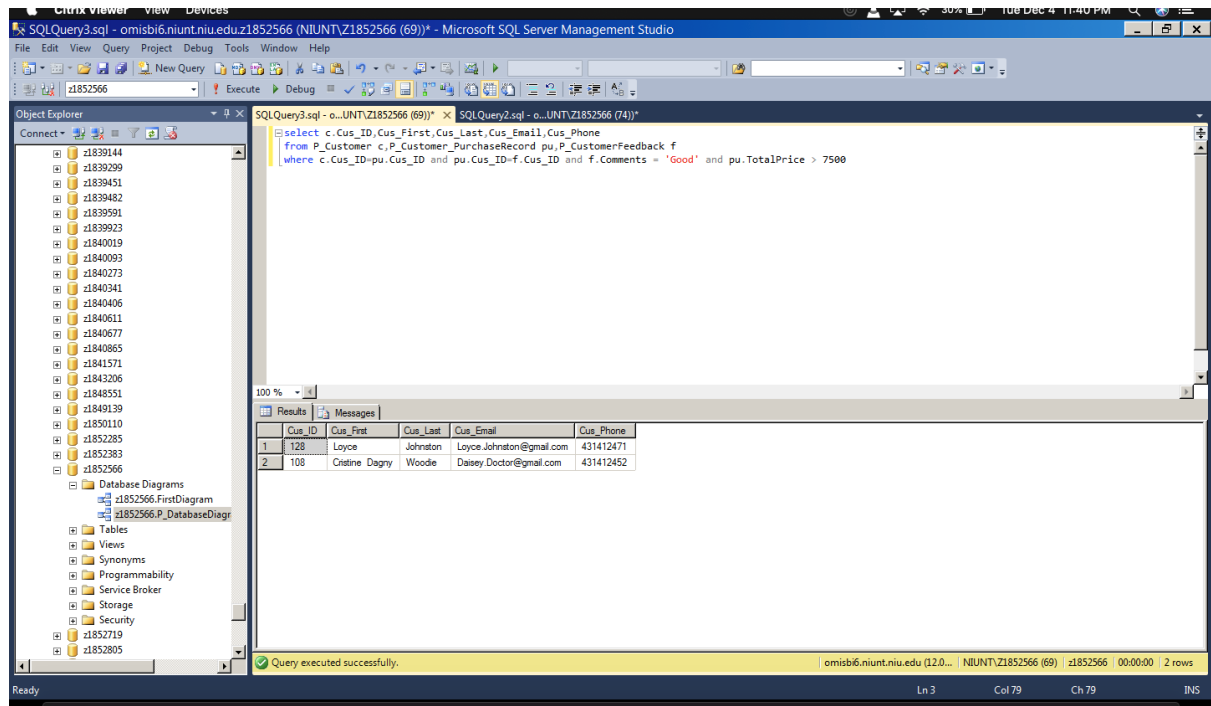 Citrix Viewer View Devices 30% Tue Dec 4 11:40 PM
SQLQuery3.sql - omisbi6.niunt.niu.edu.z1852566 (NIUNT\Z1852566 (69))* - Microsoft SQL Server Management Studio
File Edit View Query Project Debug Tools Window Help
New Query
z1852566 Execute Debug
Object Explorer
SQLQuery3.sql - o...UNT\Z1852566 (69))* SQLQuery2.sql - o...UNT\Z1852566 (74))*
Connect
z1839144
z1839299
z1839451
z1839482
z1839591
z1839923
z1840019
z1840093
z1840273
z1840341
z1840406
z1840611
z1840677
z1840865
z1841571
z1843206
z1848551
z1849139
z1850110
z1852285
z1852383
z1852566
Database Diagrams
z1852566.FirstDiagram
z1852566.P_DatabaseDiagr
Tables
Views
Synonyms
Programmability
Service Broker
Storage
Security
z1852719
z1852805
select c.Cus_ID,Cus_First,Cus_Last,Cus_Email,Cus_Phone
from P_Customer c,P_Customer_PurchaseRecord pu,P_CustomerFeedback f
where c.Cus_ID=pu.Cus_ID and pu.Cus_ID=f.Cus_ID and f.Comments = 'Good' and pu.TotalPrice > 7500
100 %
Results Messages
Cus_ID Cus_First Cus_Last Cus_Email Cus_Phone
1 128 Loyce Johnston Loyce.Johnston@gmail.com 431412471
2 108 Cristine Dagny Woodie Daisey.Doctor@gmail.com 431412452
Query executed successfully. omisbi6.niunt.niu.edu (12.0... NIUNT\Z1852566 (69) z1852566 00:00:00 2 rows
Ready Ln 3 Col 79 Ch 79 INS